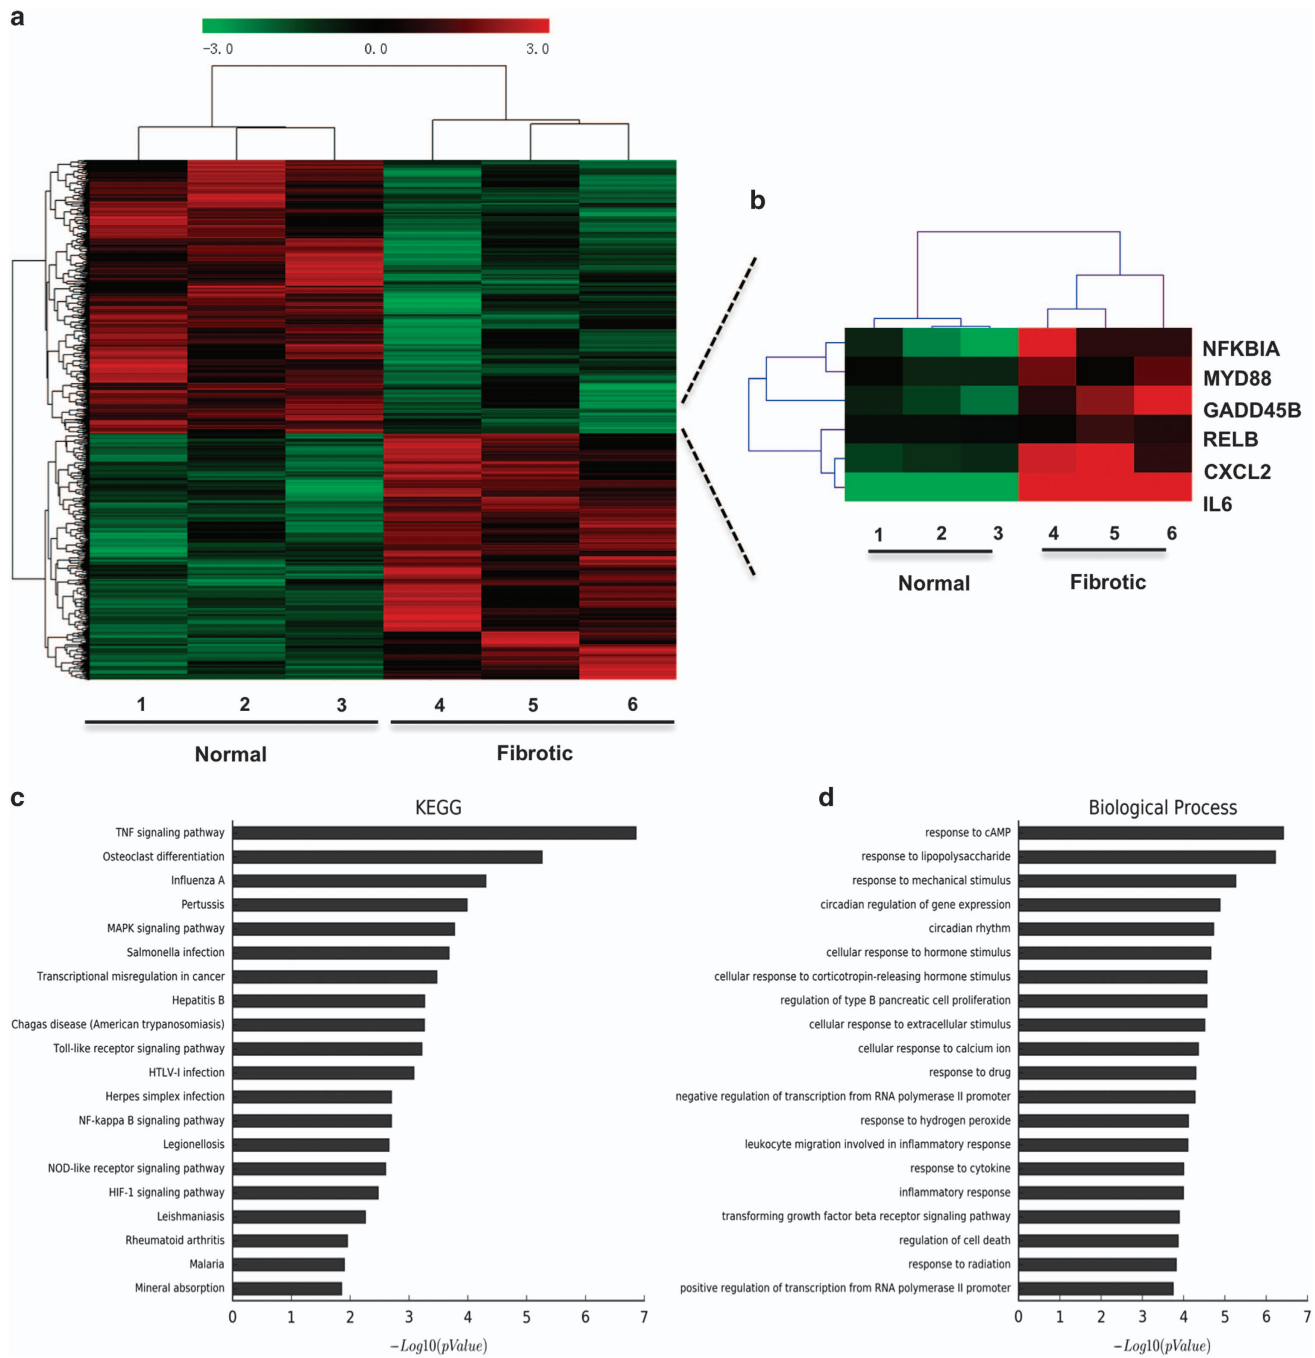 a
-3.0 0.0 3.0
1 2 3 4 5 6
Normal Fibrotic
b
NFKBIA
MYD88
GADD45B
RELB
CXCL2
IL6
1 2 3 4 5 6
Normal Fibrotic
c
KEGG
TNF signaling pathway
Osteoclast differentiation
Influenza A
Pertussis
MAPK signaling pathway
Salmonella infection
Transcriptional misregulation in cancer
Hepatitis B
Chagas disease (American trypanosomiasis)
Toll-like receptor signaling pathway
HTLV-I infection
Herpes simplex infection
NF-kappa B signaling pathway
Legionellosis
NOD-like receptor signaling pathway
HIF-1 signaling pathway
Leishmaniasis
Rheumatoid arthritis
Malaria
Mineral absorption
0 1 2 3 4 5 6 7
−Log10(pValue)
d
Biological Process
response to cAMP
response to lipopolysaccharide
response to mechanical stimulus
circadian regulation of gene expression
circadian rhythm
cellular response to hormone stimulus
cellular response to corticotropin-releasing hormone stimulus
regulation of type B pancreatic cell proliferation
cellular response to extracellular stimulus
cellular response to calcium ion
response to drug
negative regulation of transcription from RNA polymerase II promoter
response to hydrogen peroxide
leukocyte migration involved in inflammatory response
response to cytokine
inflammatory response
transforming growth factor beta receptor signaling pathway
regulation of cell death
response to radiation
positive regulation of transcription from RNA polymerase II promoter
0 1 2 3 4 5 6 7
−Log10(pValue)